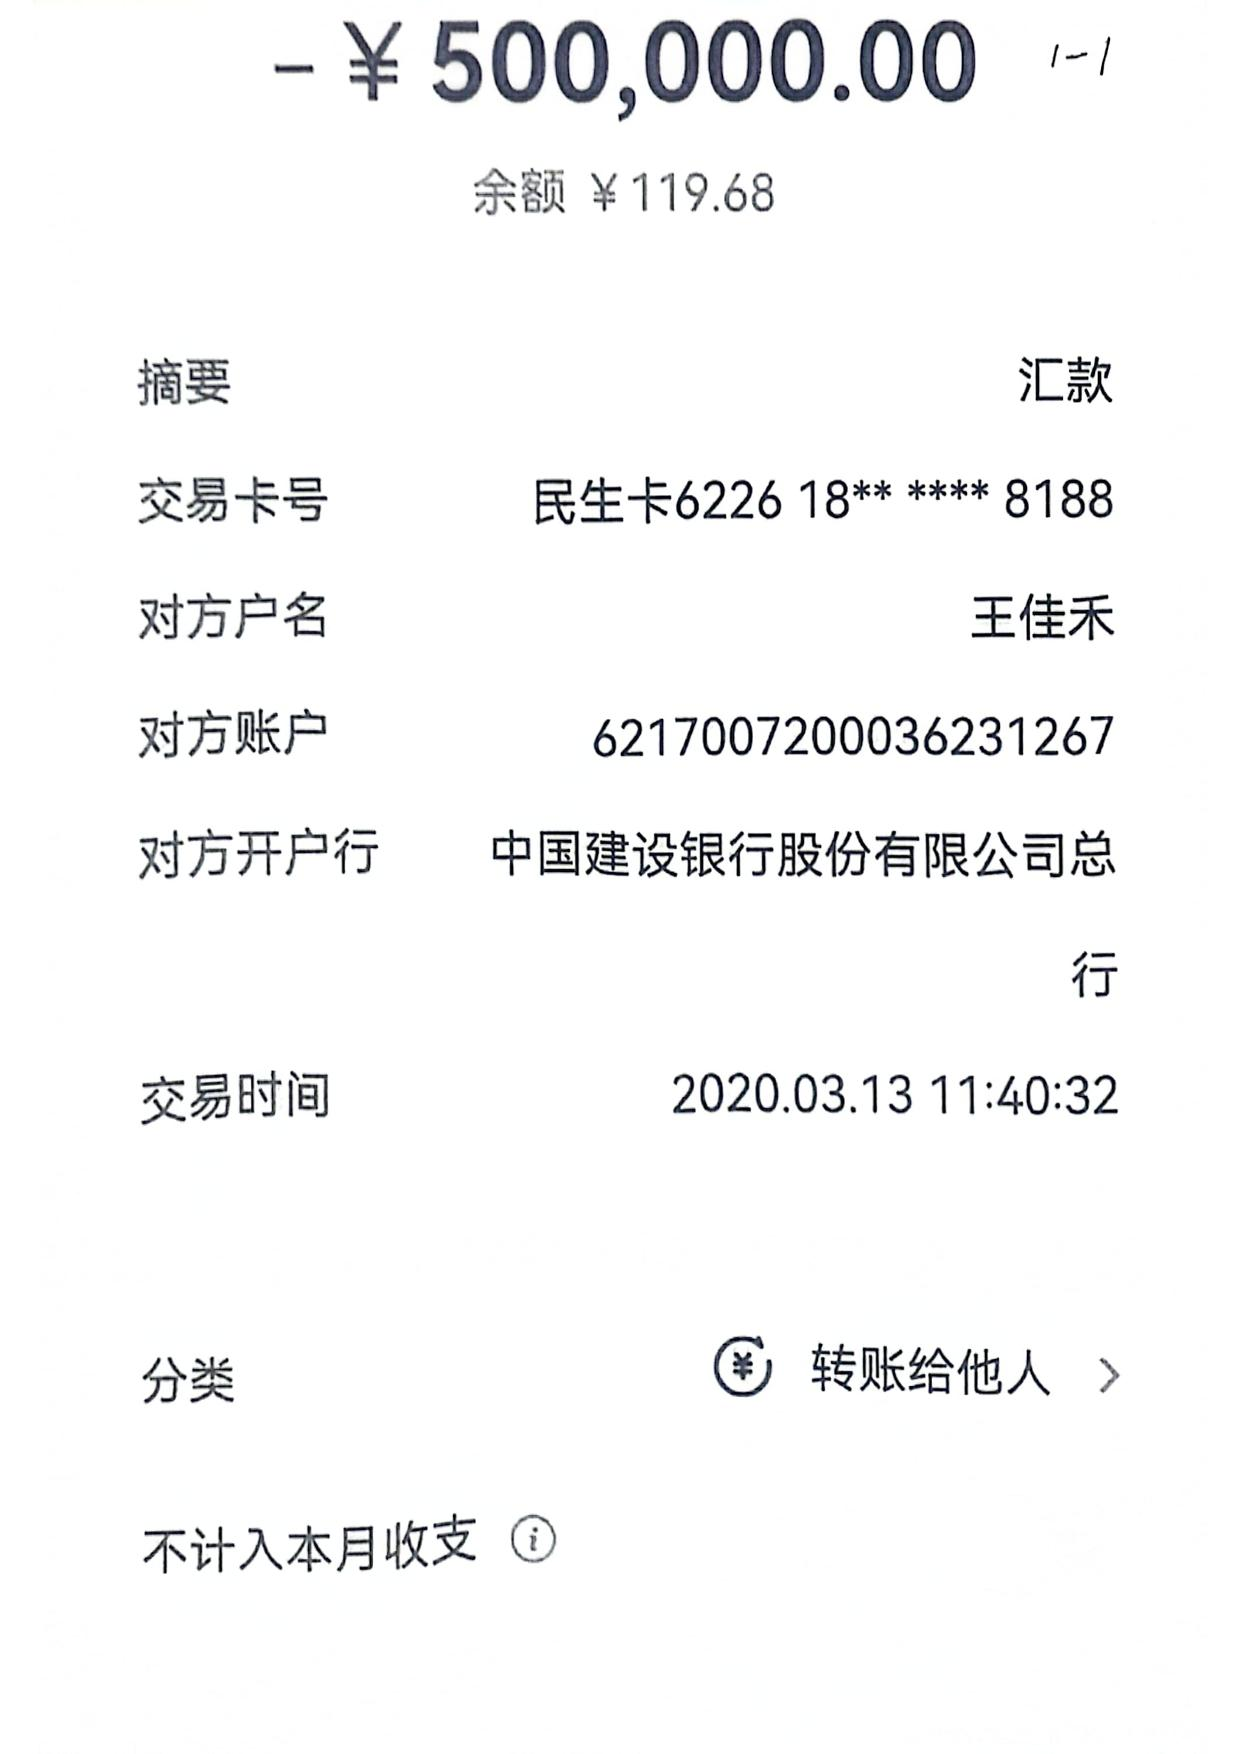 -¥500,000.00 1-1
余额 ¥119.68
摘要 汇款
交易卡号 民生卡6226 18** **** 8188
对方户名 王佳禾
对方账户 6217007200036231267
对方开户行 中国建设银行股份有限公司总
行
交易时间 2020.03.13 11:40:32
分类 ¥ 转账给他人 >
不计入本月收支 i